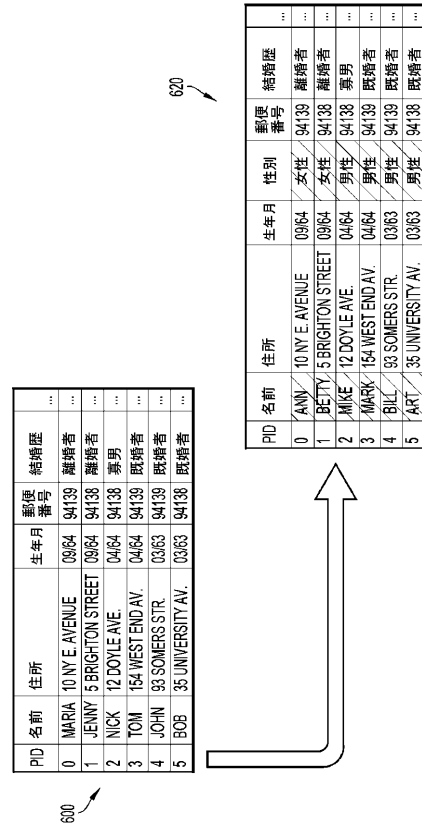 600
PID 名前 住所 生年月 郵便番号 結婚歴 ...
0 MARIA 10 NY E. AVENUE 09/64 94139 離婚者 ...
1 JENNY 5 BRIGHTON STREET 09/64 94138 離婚者 ...
2 NICK 12 DOYLE AVE. 04/64 94138 寡男 ...
3 TOM 154 WEST END AV. 04/64 94139 既婚者 ...
4 JOHN 93 SOMERS STR. 03/63 94139 既婚者 ...
5 BOB 35 UNIVERSITY AV. 03/63 94138 既婚者 ...
620
PID 名前 住所 生年月 性別 郵便番号 結婚歴 ...
0 ANN 10 NY E. AVENUE 09/64 女性 94139 離婚者 ...
1 BETTY 5 BRIGHTON STREET 09/64 女性 94138 離婚者 ...
2 MIKE 12 DOYLE AVE. 04/64 男性 94138 寡男 ...
3 MARK 154 WEST END AV. 04/64 男性 94139 既婚者 ...
4 BILL 93 SOMERS STR. 03/63 男性 94139 既婚者 ...
5 ART 35 UNIVERSITY AV. 03/63 男性 94138 既婚者 ...